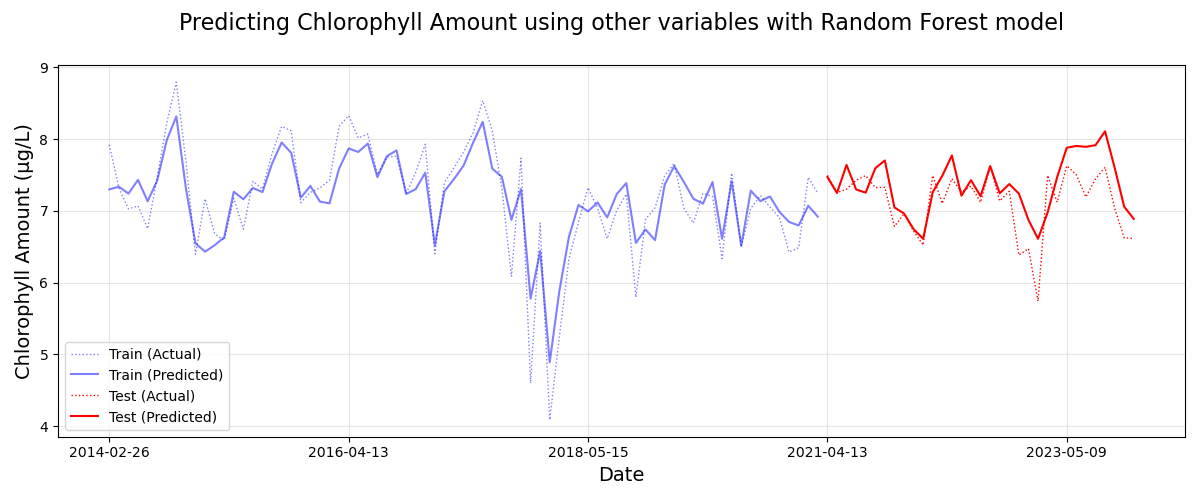 Predicting Chlorophyll Amount using other variables with Random Forest model
Chlorophyll Amount (μg/L)
9
8
7
6
5
4
Train (Actual)
Train (Predicted)
Test (Actual)
Test (Predicted)
2014-02-26
2016-04-13
2018-05-15
2021-04-13
2023-05-09
Date